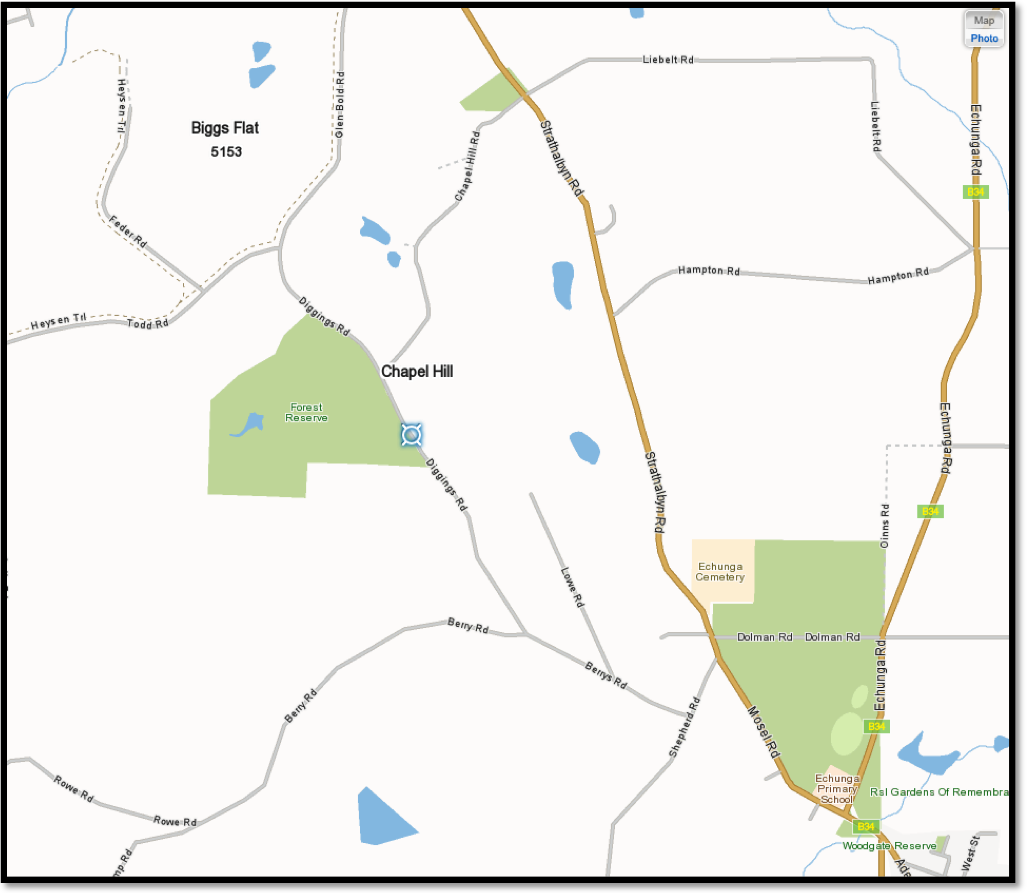 Map
Photo
Liebelt Rd
Heysen Trl
Glen Bold Rd
Biggs Flat
5153
Liebelt Rd
Echunga Rd
Strathalbyn Rd
Chapel Hill Rd
B34
Feder Rd
Hampton Rd
Hampton Rd
Heysen Trl
Todd Rd
Diggings Rd
Chapel Hill
Forest
Reserve
Echunga Rd
Diggings Rd
Strathalbyn Rd
B34
Oinns Rd
Echunga
Cemetery
Lowe Rd
Berry Rd
Dolman Rd
Dolman Rd
Berrys Rd
Echunga Rd
Berry Rd
Shepherd Rd
Mosel Rd
B34
Rowe Rd
Echunga
Primary
School
Rsl Gardens Of Remembra
Rowe Rd
B34
Woodgate Reserve
West St
mp Rd
Ade